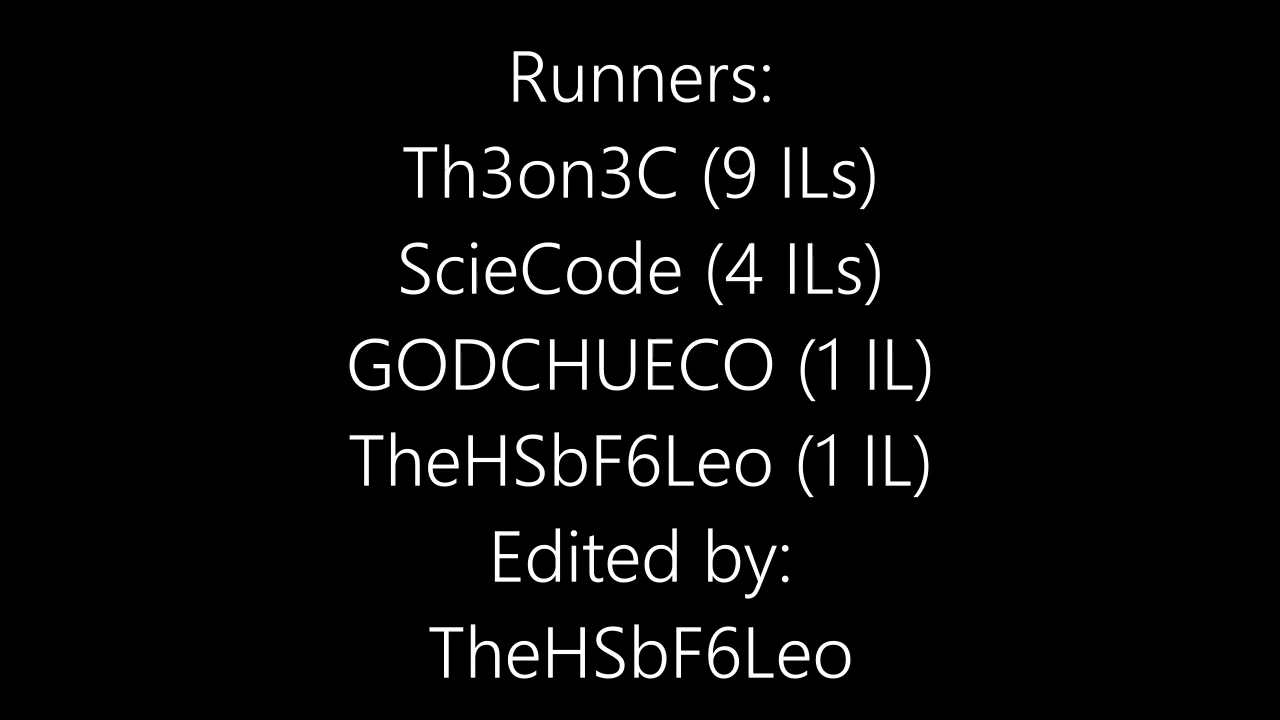 Runners:
Th3on3C (9 ILs)
ScieCode (4 ILs)
GODCHUECO (1 IL)
TheHSbF6Leo (1 IL)
Edited by:
TheHSbF6Leo